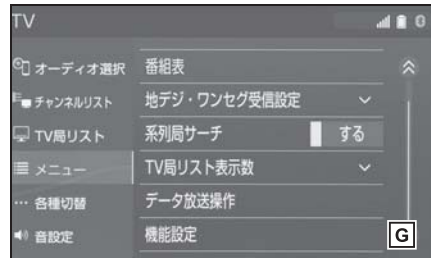 TV
オーディオ選択
チャンネルリスト
TV局リスト
メニュー
各種切替
音設定
番組表
地デジ・ワンセグ受信設定
系列局サーチ
する
TV局リスト表示数
データ放送操作
機能設定
G